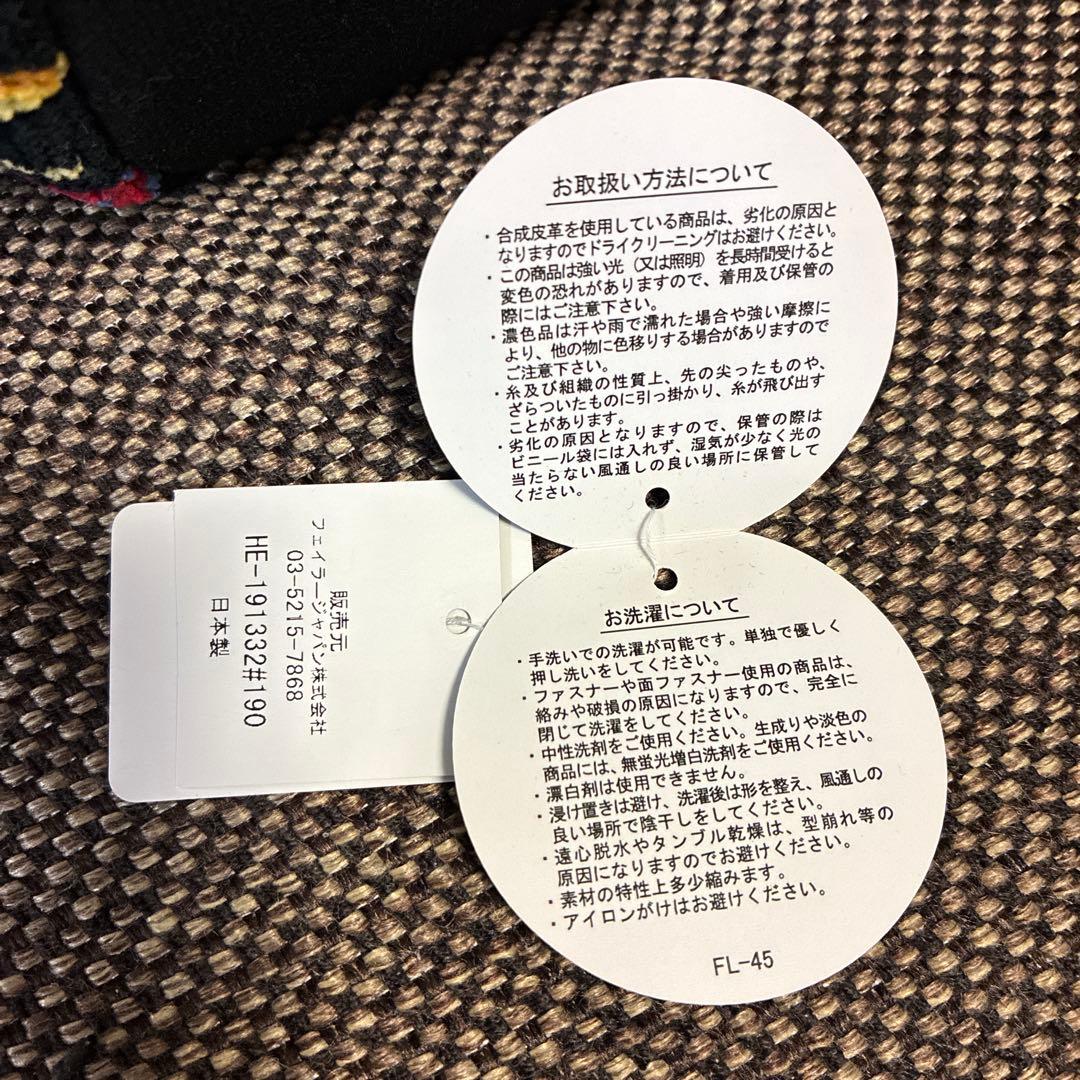 お取扱い方法について
・合成皮革を使用している商品は、劣化の原因と
なりますのでドライクリーニングはお避けください。
・この商品は強い光（又は照明）を長時間受けると
変色の恐れがありますので、着用及び保管の
際にはご注意下さい。
・濃色品は汗や雨で濡れた場合や強い摩擦に
より、他の物に色移りする場合がありますので
ご注意下さい。
・糸及び組織の性質上、先の尖ったものや、
ざらついたものに引っ掛かり、糸が飛び出す
ことがあります。
・劣化の原因となりますので、保管の際は
ビニール袋には入れず、湿気が少なく光の
当たらない風通しの良い場所に保管して
ください。
販売元
フェイラージャパン株式会社
03-5215-7868
HE-191332#190
日本製
お洗濯について
・手洗いでの洗濯が可能です。単独で優しく
押し洗いをしてください。
・ファスナーや面ファスナー使用の商品は、
絡みや破損の原因になりますので、完全に
閉じて洗濯をしてください。
・中性洗剤をご使用ください。生成りや淡色の
商品には、無蛍光増白洗剤をご使用ください。
・漂白剤は使用できません。
・浸け置きは避け、洗濯後は形を整え、風通しの
良い場所で陰干しをしてください。
・遠心脱水やタンブル乾燥は、型崩れ等の
原因になりますのでお避けください。
・素材の特性上多少縮みます。
・アイロンがけはお避けください。
FL-45